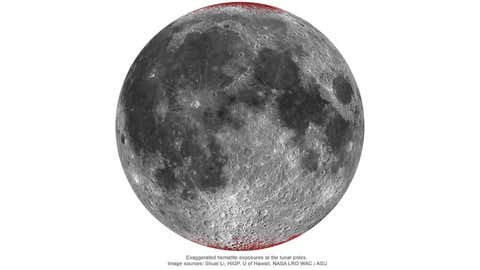 Exaggerated hematite exposures at the lunar poles.
Image sources: Shuai Li, HIGP, U of Hawaii, NASA LRO WAC / ASU